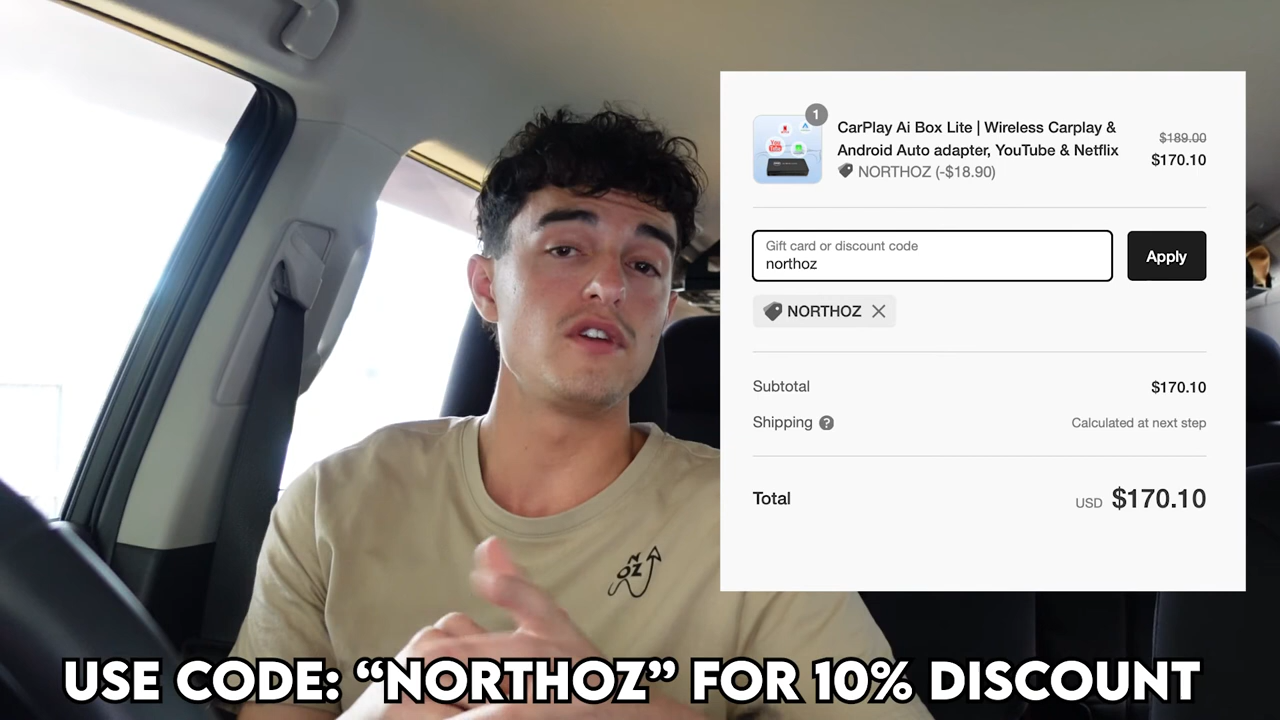 1
CarPlay Ai Box Lite | Wireless Carplay &
Android Auto adapter, YouTube & Netflix
NORTHOZ (-$18.90)
$189.00
$170.10
Gift card or discount code
northoz
Apply
NORTHOZ
Subtotal
$170.10
Shipping ?
Calculated at next step
Total
USD $170.10
N
OZ
USE CODE: “NORTHOZ” FOR 10% DISCOUNT